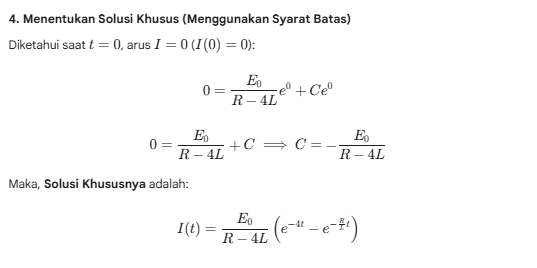 4. Menentukan Solusi Khusus (Menggunakan Syarat Batas)
Diketahui saat t = 0, arus I = 0 (I(0) = 0):
0 = \frac{E_0}{R - 4L} e^0 + Ce^0
0 = \frac{E_0}{R - 4L} + C \implies C = -\frac{E_0}{R - 4L}
Maka, Solusi Khususnya adalah:
I(t) = \frac{E_0}{R - 4L} \left( e^{-4t} - e^{-\frac{R}{L}t} \right)